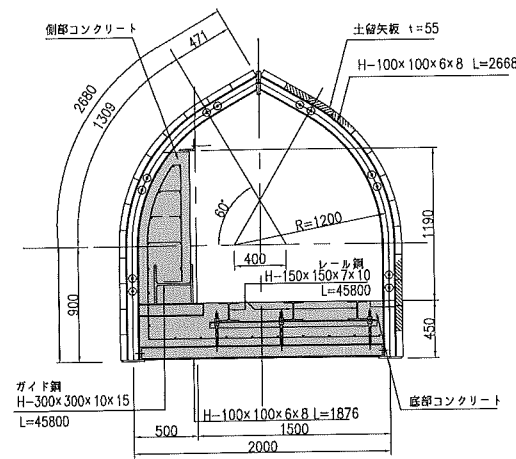 側部コンクリート
471
土留矢板 t=55
H-100×100×6×8 L=2668
2680
1309
60°
R=1200
400
1190
レール鋼
H-150×150×7×10
L=45800
900
450
ガイド鋼
H-300×300×10×15
L=45800
H-100×100×6×8 L=1876
底部コンクリート
500
1500
2000